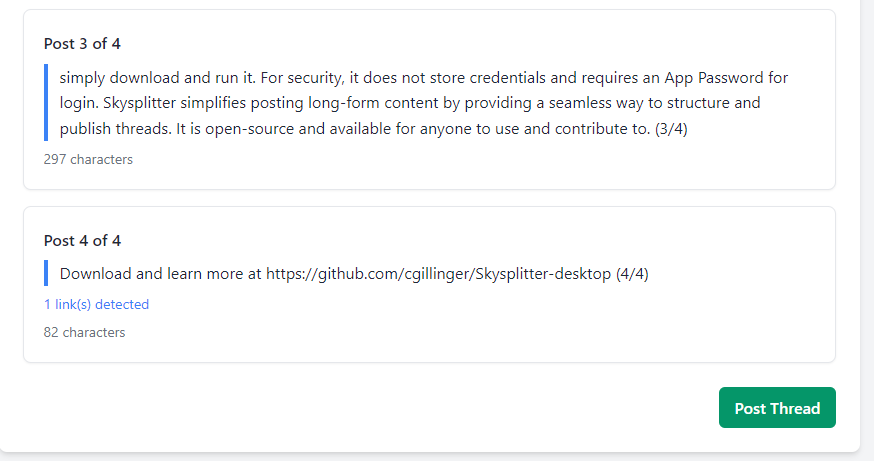 Post 3 of 4
simply download and run it. For security, it does not store credentials and requires an App Password for
login. Skysplitter simplifies posting long-form content by providing a seamless way to structure and
publish threads. It is open-source and available for anyone to use and contribute to. (3/4)
297 characters
Post 4 of 4
Download and learn more at https://github.com/cgillinger/Skysplitter-desktop (4/4)
1 link(s) detected
82 characters
Post Thread